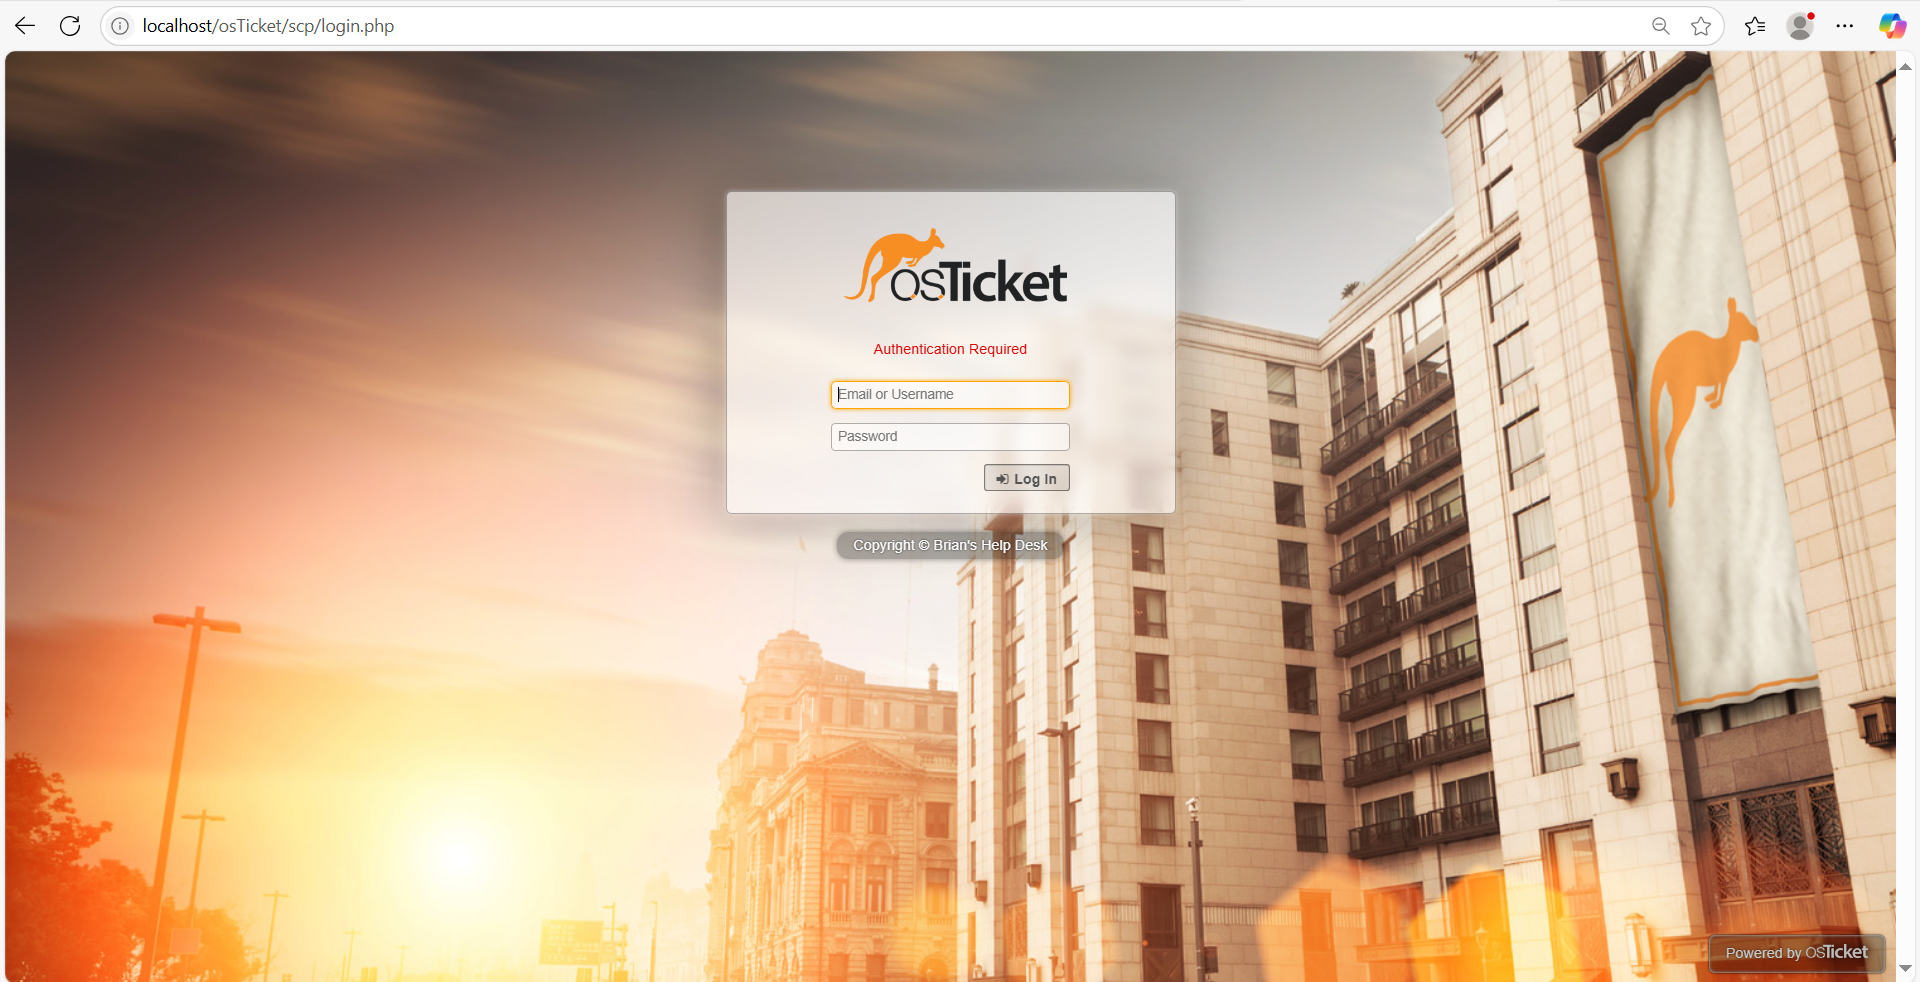 localhost/osTicket/scp/login.php
osTicket
Authentication Required
Email or Username
Password
Log In
Copyright © Brian's Help Desk
Powered by osTicket